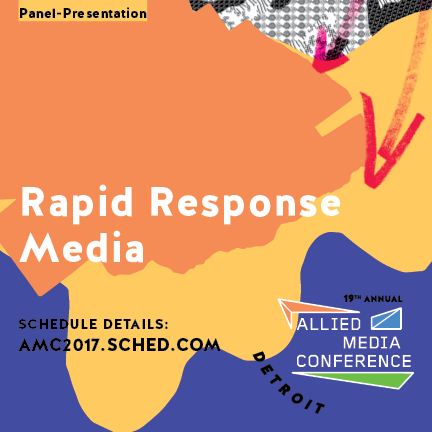 Panel-Presentation
Rapid Response
Media
SCHEDULE DETAILS:
AMC2017.SCHED.COM
19TH ANNUAL
ALLIED
MEDIA
CONFERENCE
DETROIT